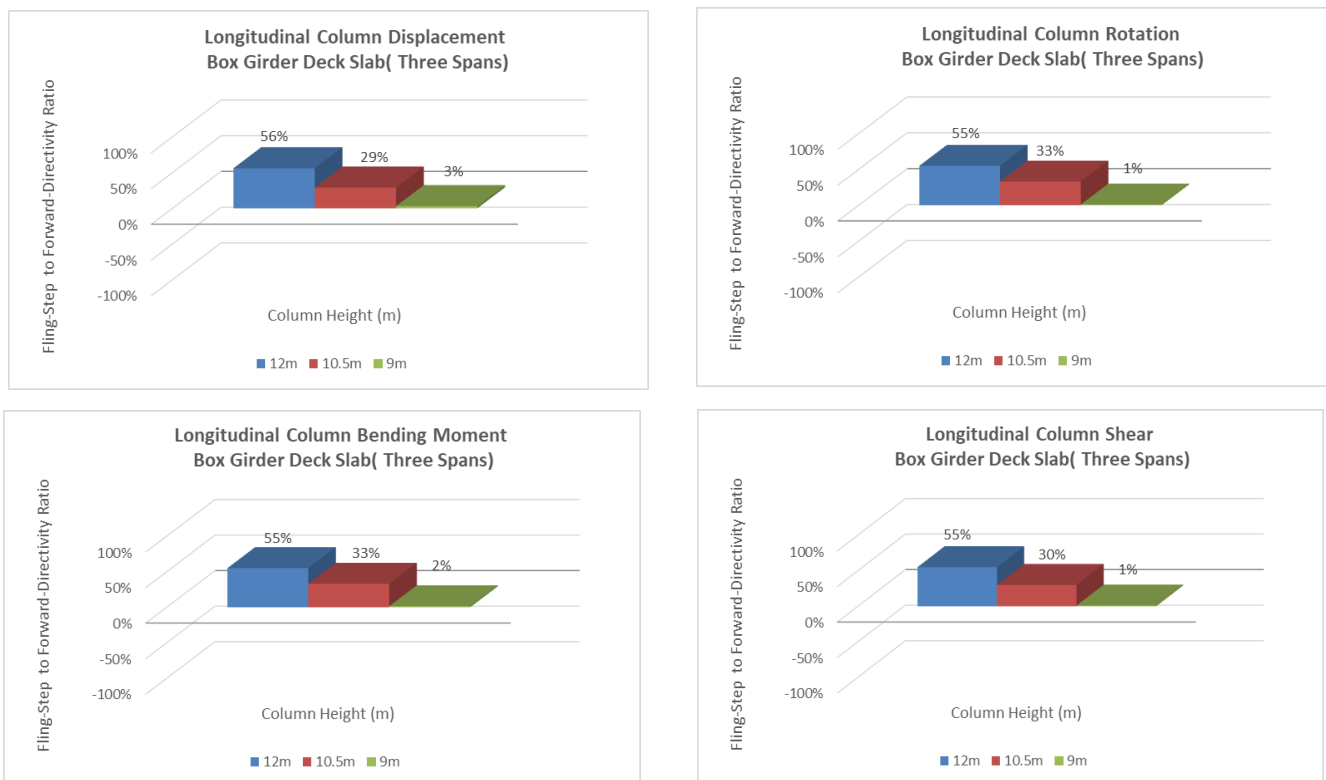 Longitudinal Column Displacement
Box Girder Deck Slab( Three Spans)
Fling-Step to Forward-Directivity Ratio
100%
50%
0%
-50%
-100%
56%
29%
3%
Column Height (m)
12m 10.5m 9m
Longitudinal Column Rotation
Box Girder Deck Slab( Three Spans)
Fling-Step to Forward-Directivity Ratio
100%
50%
0%
-50%
-100%
55%
33%
1%
Column Height (m)
12m 10.5m 9m
Longitudinal Column Bending Moment
Box Girder Deck Slab( Three Spans)
Fling-Step to Forward-Directivity Ratio
100%
50%
0%
-50%
-100%
55%
33%
2%
Column Height (m)
12m 10.5m 9m
Longitudinal Column Shear
Box Girder Deck Slab( Three Spans)
Fling-Step to Forward-Directivity Ratio
100%
50%
0%
-50%
-100%
55%
30%
1%
Column Height (m)
12m 10.5m 9m